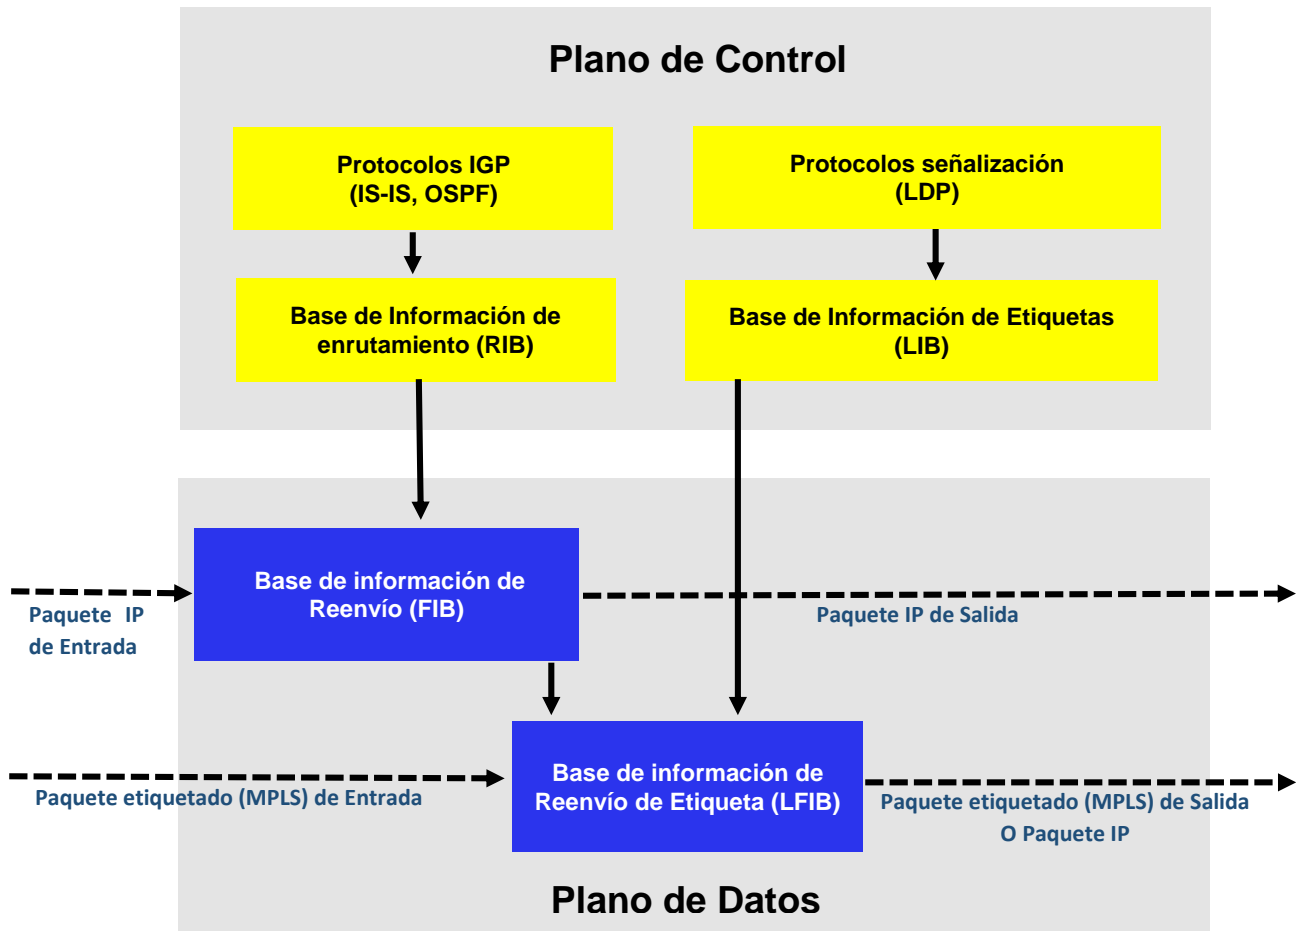 Plano de Control
Protocolos IGP
(IS-IS, OSPF)
Protocolos señalización
(LDP)
Base de Información de
enrutamiento (RIB)
Base de Información de Etiquetas
(LIB)
Base de información de
Reenvío (FIB)
Paquete IP
de Entrada
Paquete IP de Salida
Base de información de
Reenvío de Etiqueta (LFIB)
Paquete etiquetado (MPLS) de Entrada
Paquete etiquetado (MPLS) de Salida
O Paquete IP
Plano de Datos